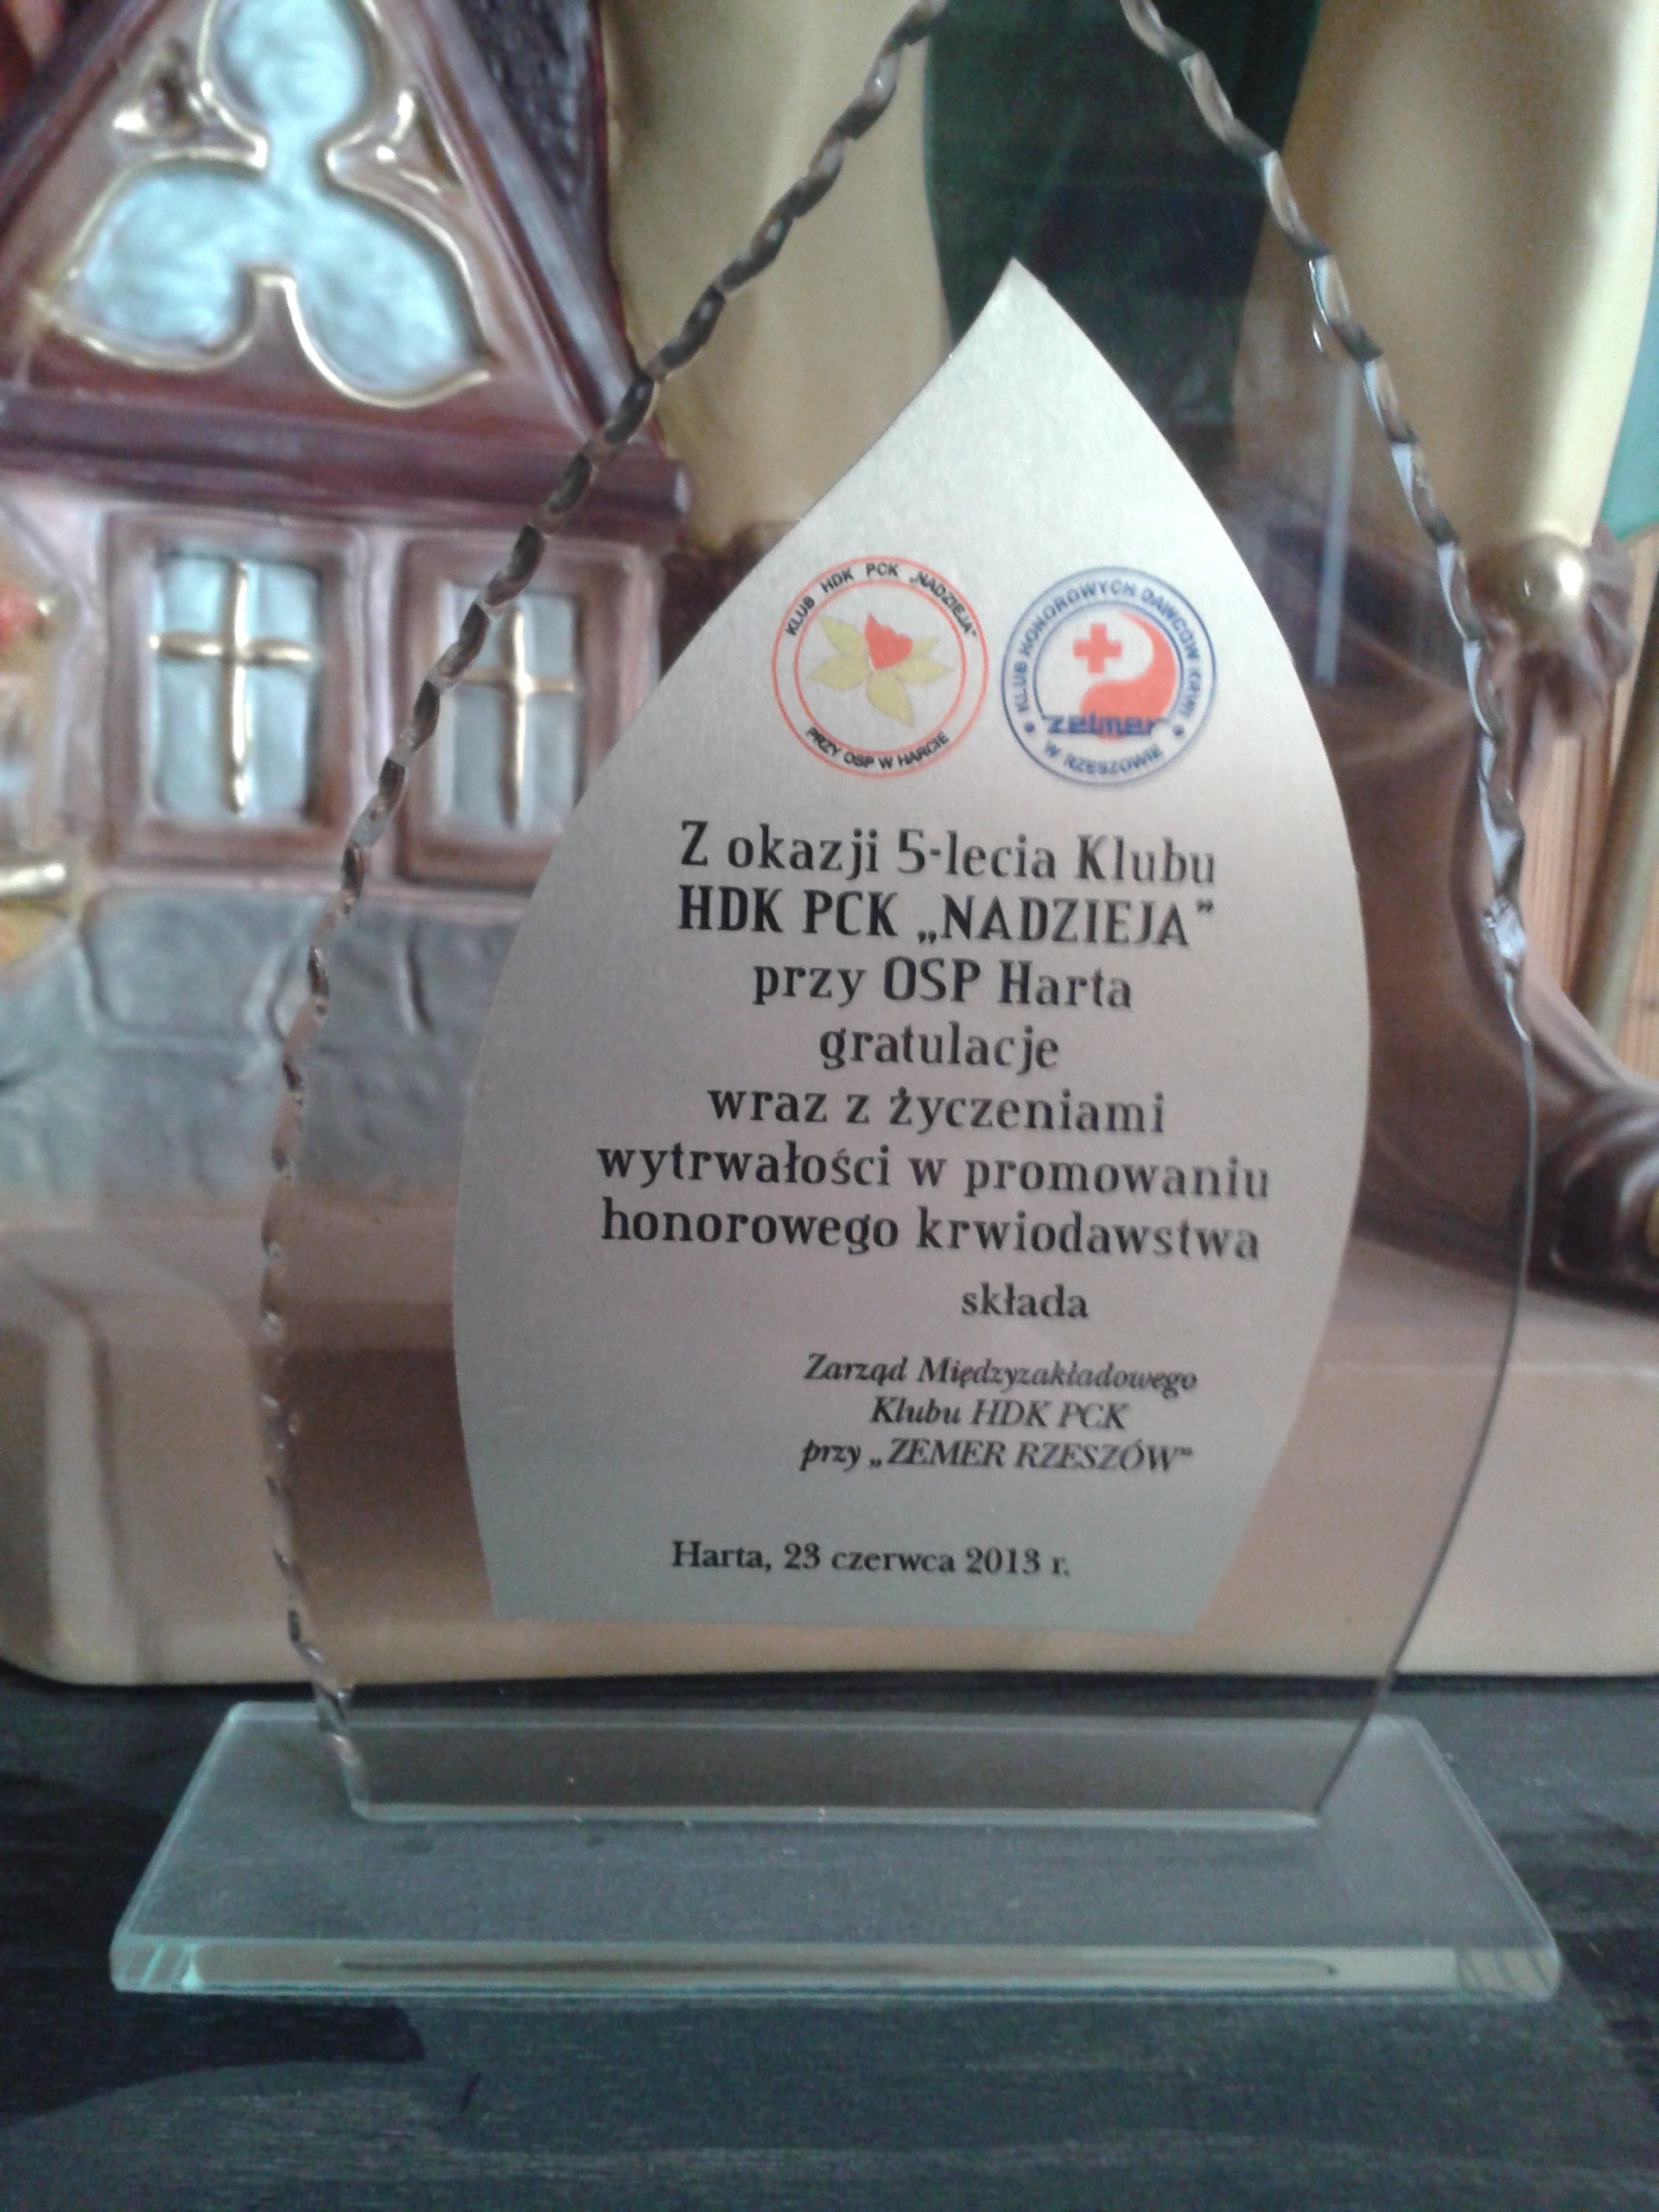 KLUB HDK PCK „NADZIEJA"
PRZY OSP W HARCIE
KLUB HONOROWYCH DAWCÓW KRWI
zelmer
W RZESZOWIE
Z okazji 5-lecia Klubu
HDK PCK „NADZIEJA"
przy OSP Harta
gratulacje
wraz z życzeniami
wytrwałości w promowaniu
honorowego krwiodawstwa
składa
Zarząd Międzyzakładowego
Klubu HDK PCK
przy „ZEMER RZESZÓW"
Harta, 23 czerwca 2013 r.